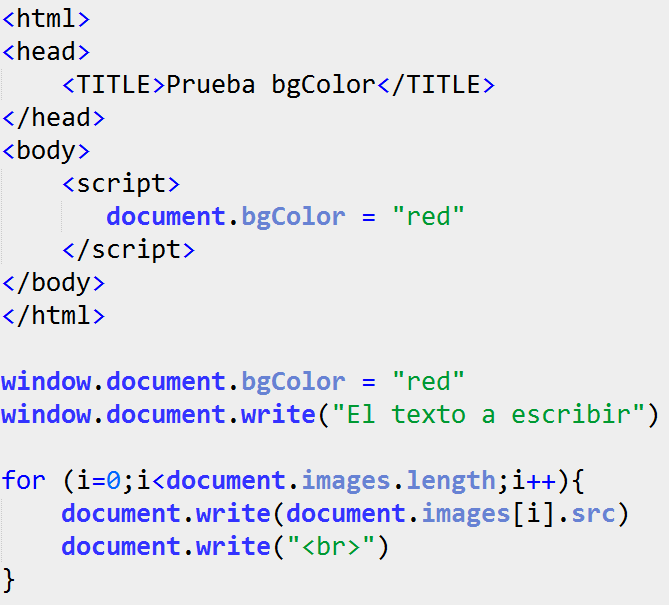 <html>
<head>
    <TITLE>Prueba bgColor</TITLE>
</head>
<body>
    <script>
       document.bgColor = "red"
    </script>
</body>
</html>

window.document.bgColor = "red"
window.document.write("El texto a escribir")

for (i=0;i<document.images.length;i++){
    document.write(document.images[i].src)
    document.write("<br>")
}